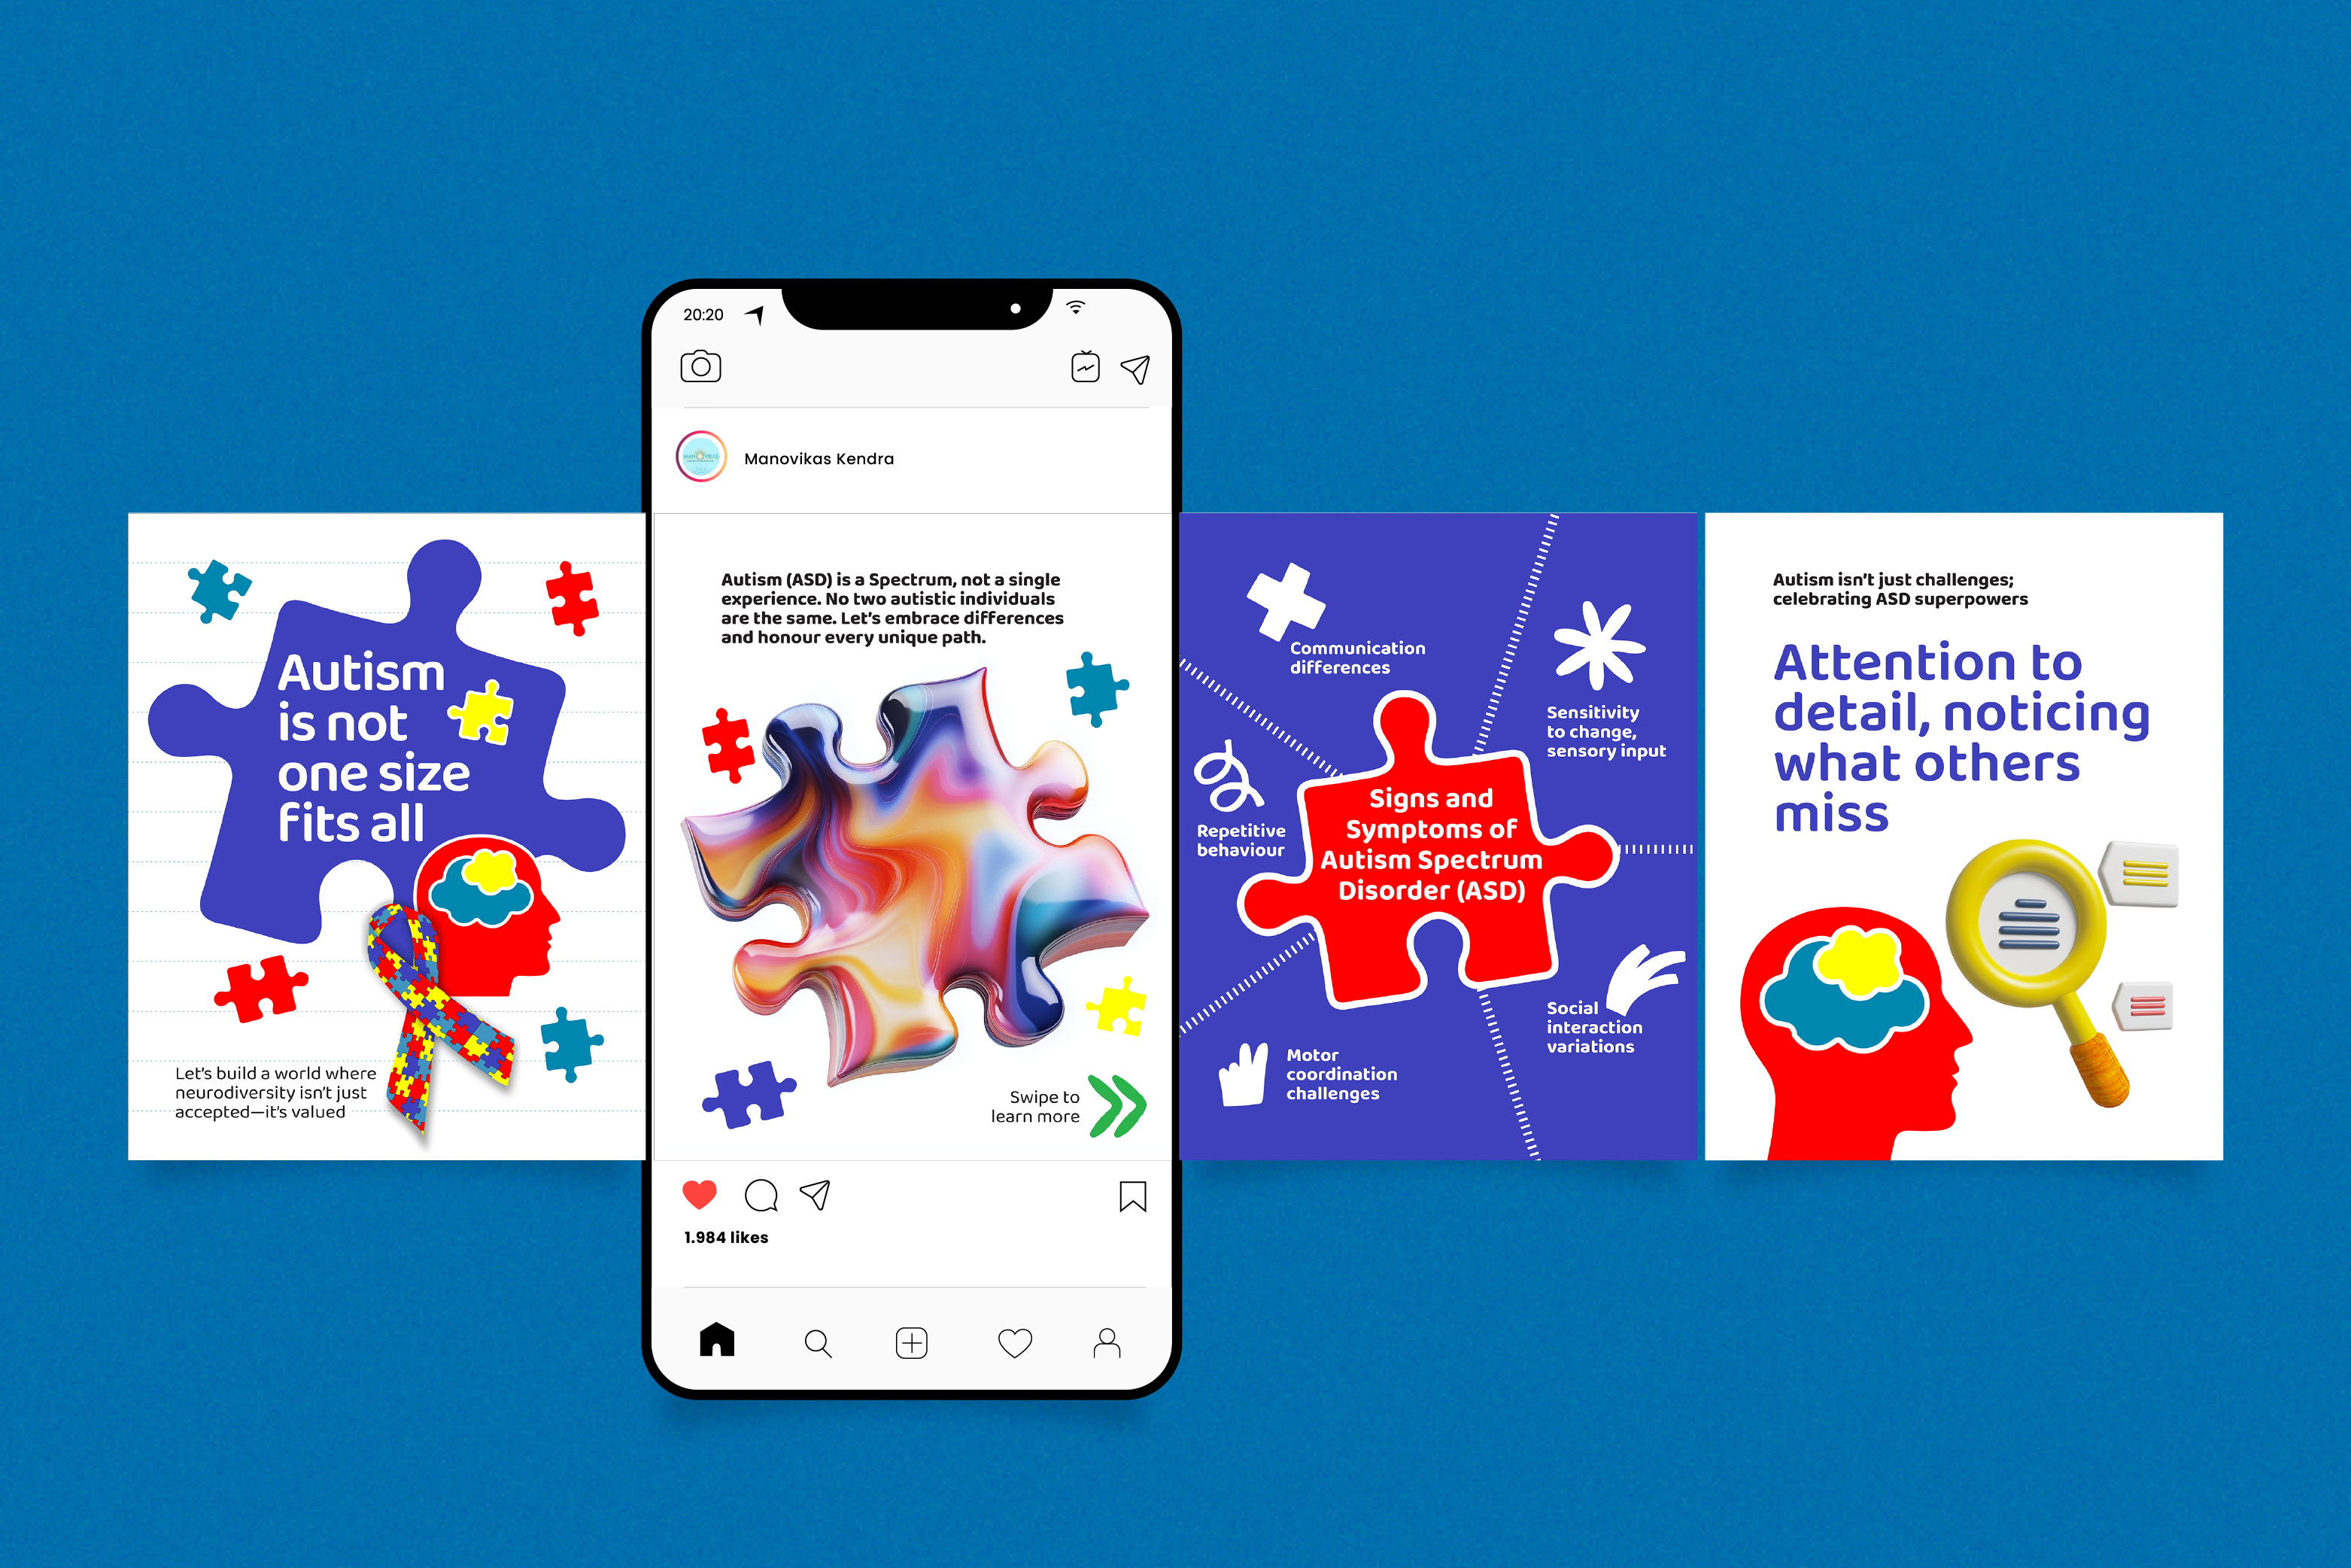 20:20
Manovikas Kendra
Autism
is not
one size
fits all
Let's build a world where
neurodiversity isn't just
accepted—it's valued
Autism (ASD) is a Spectrum, not a single
experience. No two autistic individuals
are the same. Let's embrace differences
and honour every unique path.
Swipe to
learn more
1.984 likes
Communication
differences
Sensitivity
to change,
sensory input
Repetitive
behaviour
Signs and
Symptoms of
Autism Spectrum
Disorder (ASD)
Social
interaction
variations
Motor
coordination
challenges
Autism isn't just challenges;
celebrating ASD superpowers
Attention to
detail, noticing
what others
miss